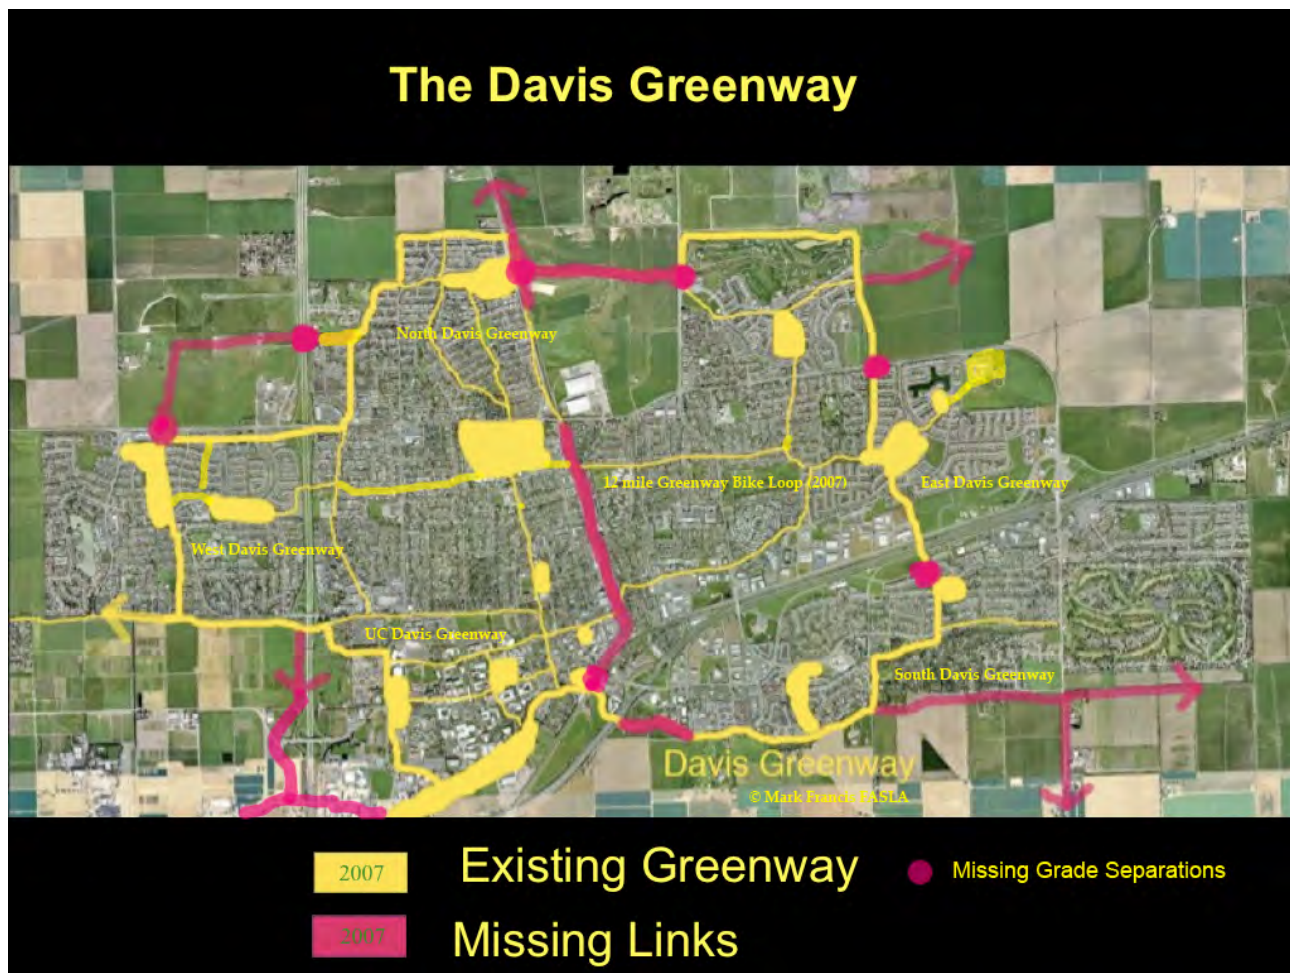 The Davis Greenway
North Davis Greenway
12 mile Greenway Bike Loop (2007)
East Davis Greenway
West Davis Greenway
UC Davis Greenway
South Davis Greenway
Davis Greenway
© Mark Francis FASLA
2007 Existing Greenway
Missing Grade Separations
2007 Missing Links